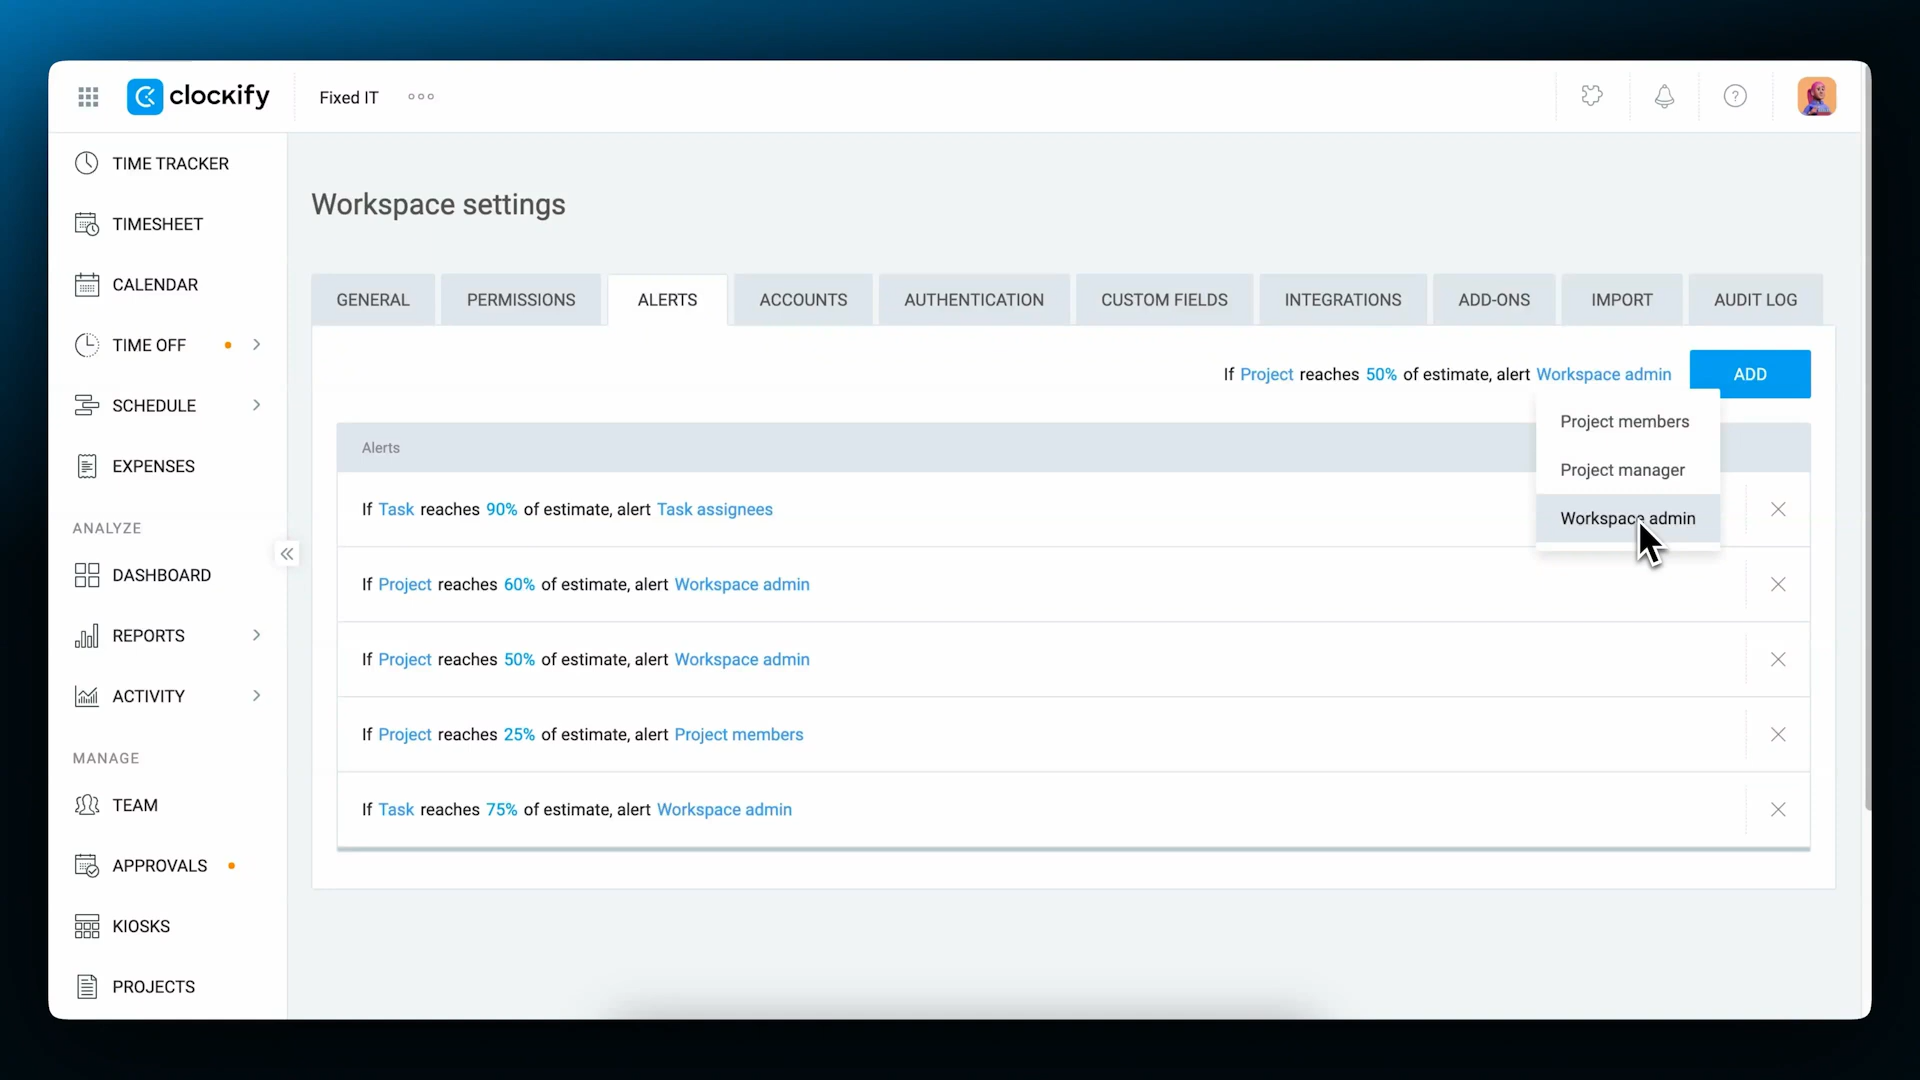 clockify
Fixed IT
TIME TRACKER
TIMESHEET
CALENDAR
TIME OFF
SCHEDULE
EXPENSES
ANALYZE
DASHBOARD
REPORTS
ACTIVITY
MANAGE
TEAM
APPROVALS
KIOSKS
PROJECTS
Workspace settings
GENERAL
PERMISSIONS
ALERTS
ACCOUNTS
AUTHENTICATION
CUSTOM FIELDS
INTEGRATIONS
ADD-ONS
IMPORT
AUDIT LOG
If Project reaches 50% of estimate, alert Workspace admin
ADD
Project members
Project manager
Workspace admin
Alerts
If Task reaches 90% of estimate, alert Task assignees
If Project reaches 60% of estimate, alert Workspace admin
If Project reaches 50% of estimate, alert Workspace admin
If Project reaches 25% of estimate, alert Project members
If Task reaches 75% of estimate, alert Workspace admin